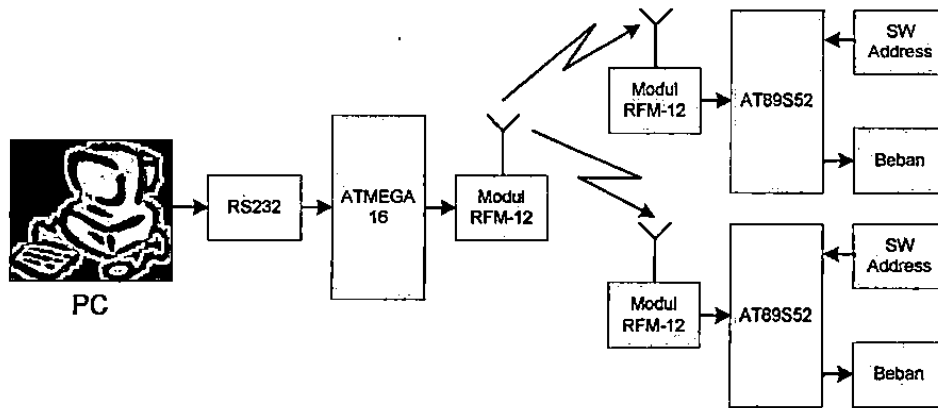 PC
RS232
ATMEGA
16
Modul
RFM-12
Modul
RFM-12
AT89S52
SW
Address
Beban
Modul
RFM-12
AT89S52
SW
Address
Beban